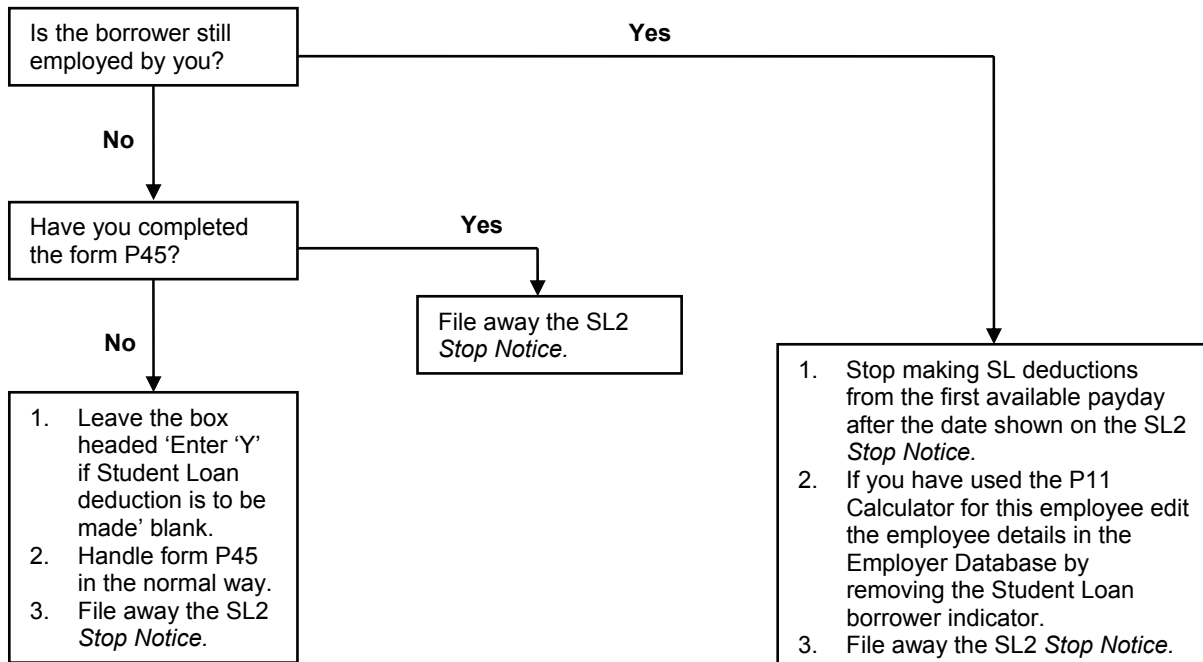 Is the borrower still
employed by you?
Yes
No
Have you completed
the form P45?
Yes
File away the SL2
Stop Notice.
No
1. Leave the box
headed ‘Enter ‘Y’
if Student Loan
deduction is to be
made’ blank.
2. Handle form P45
in the normal way.
3. File away the SL2
Stop Notice.
1. Stop making SL deductions
from the first available payday
after the date shown on the SL2
Stop Notice.
2. If you have used the P11
Calculator for this employee edit
the employee details in the
Employer Database by
removing the Student Loan
borrower indicator.
3. File away the SL2 Stop Notice.